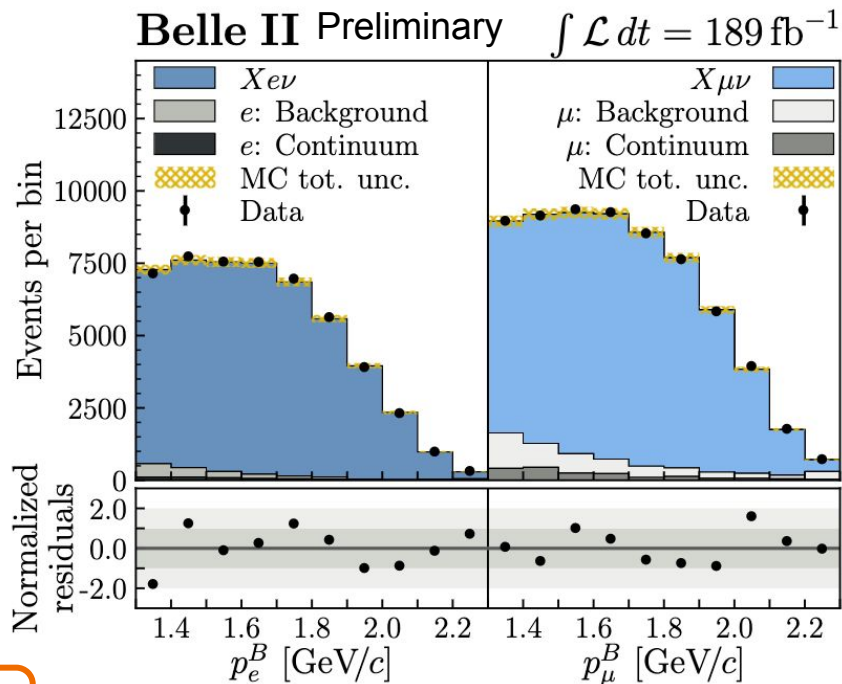 Belle II Preliminary ∫ ℒ dt = 189 fb⁻¹
Xeν
e: Background
e: Continuum
MC tot. unc.
Data
Xμν
μ: Background
μ: Continuum
MC tot. unc.
Data
Events per bin
12500
10000
7500
5000
2500
0
Normalized
residuals
2.0
0.0
-2.0
1.4 1.6 1.8 2.0 2.2 1.4 1.6 1.8 2.0 2.2
p_e^B [GeV/c] p_μ^B [GeV/c]